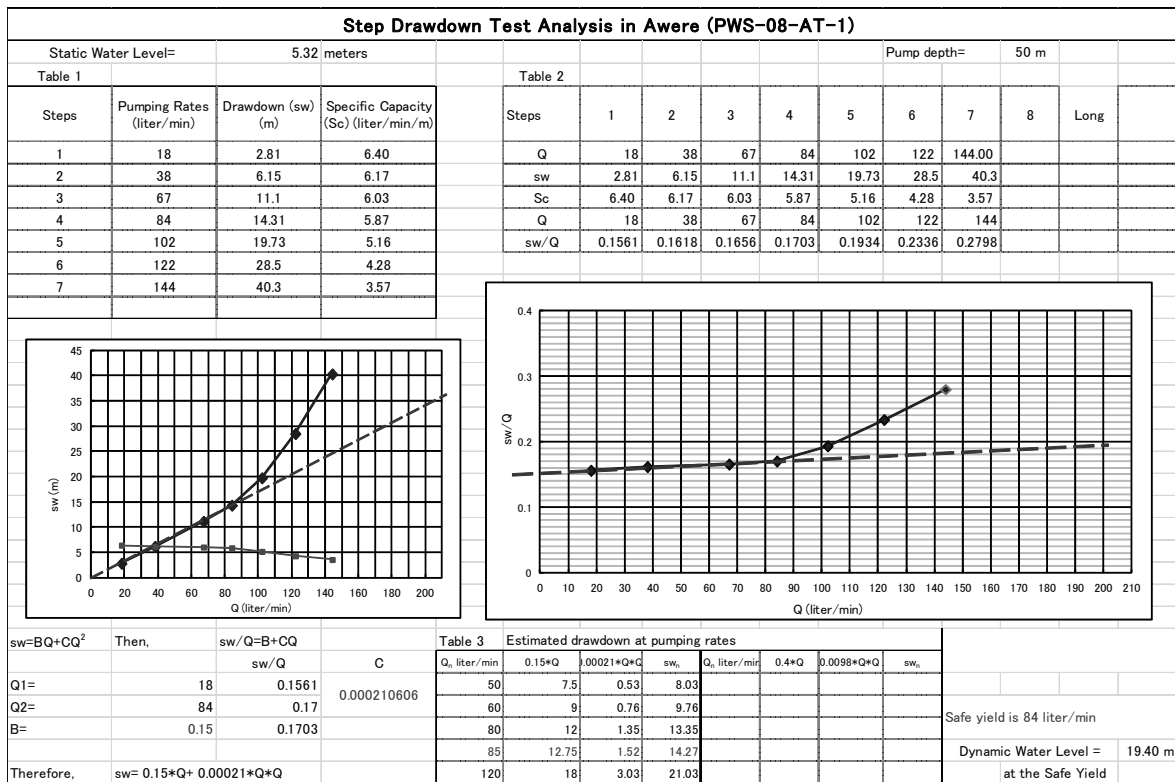 Step Drawdown Test Analysis in Awere (PWS-08-AT-1)
Static Water Level= 5.32 meters Pump depth= 50 m
Table 1
Steps Pumping Rates (liter/min) Drawdown (sw) (m) Specific Capacity (Sc) (liter/min/m)
1 18 2.81 6.40
2 38 6.15 6.17
3 67 11.1 6.03
4 84 14.31 5.87
5 102 19.73 5.16
6 122 28.5 4.28
7 144 40.3 3.57
Table 2
Steps 1 2 3 4 5 6 7 8 Long
Q 18 38 67 84 102 122 144.00
sw 2.81 6.15 11.1 14.31 19.73 28.5 40.3
Sc 6.40 6.17 6.03 5.87 5.16 4.28 3.57
Q 18 38 67 84 102 122 144
sw/Q 0.1561 0.1618 0.1656 0.1703 0.1934 0.2336 0.2798
45
40
35
30
25
20
15
10
5
0
sw (m)
0 20 40 60 80 100 120 140 160 180 200
Q (liter/min)
0.4
0.3
0.2
0.1
0
sw/Q
0 10 20 30 40 50 60 70 80 90 100 110 120 130 140 150 160 170 180 190 200 210
Q (liter/min)
sw=BQ+CQ² Then, sw/Q=B+CQ
sw/Q C
Q1= 18 0.1561 0.000210606
Q2= 84 0.17
B= 0.15 0.1703
Therefore, sw= 0.15*Q+ 0.00021*Q*Q
Table 3 Estimated drawdown at pumping rates
Qn liter/min 0.15*Q 0.00021*Q*Q swn Qn liter/min 0.4*Q 0.0098*Q*Q swn
50 7.5 0.53 8.03
60 9 0.76 9.76
80 12 1.35 13.35
85 12.75 1.52 14.27
120 18 3.03 21.03
Safe yield is 84 liter/min
Dynamic Water Level = 19.40 m
at the Safe Yield